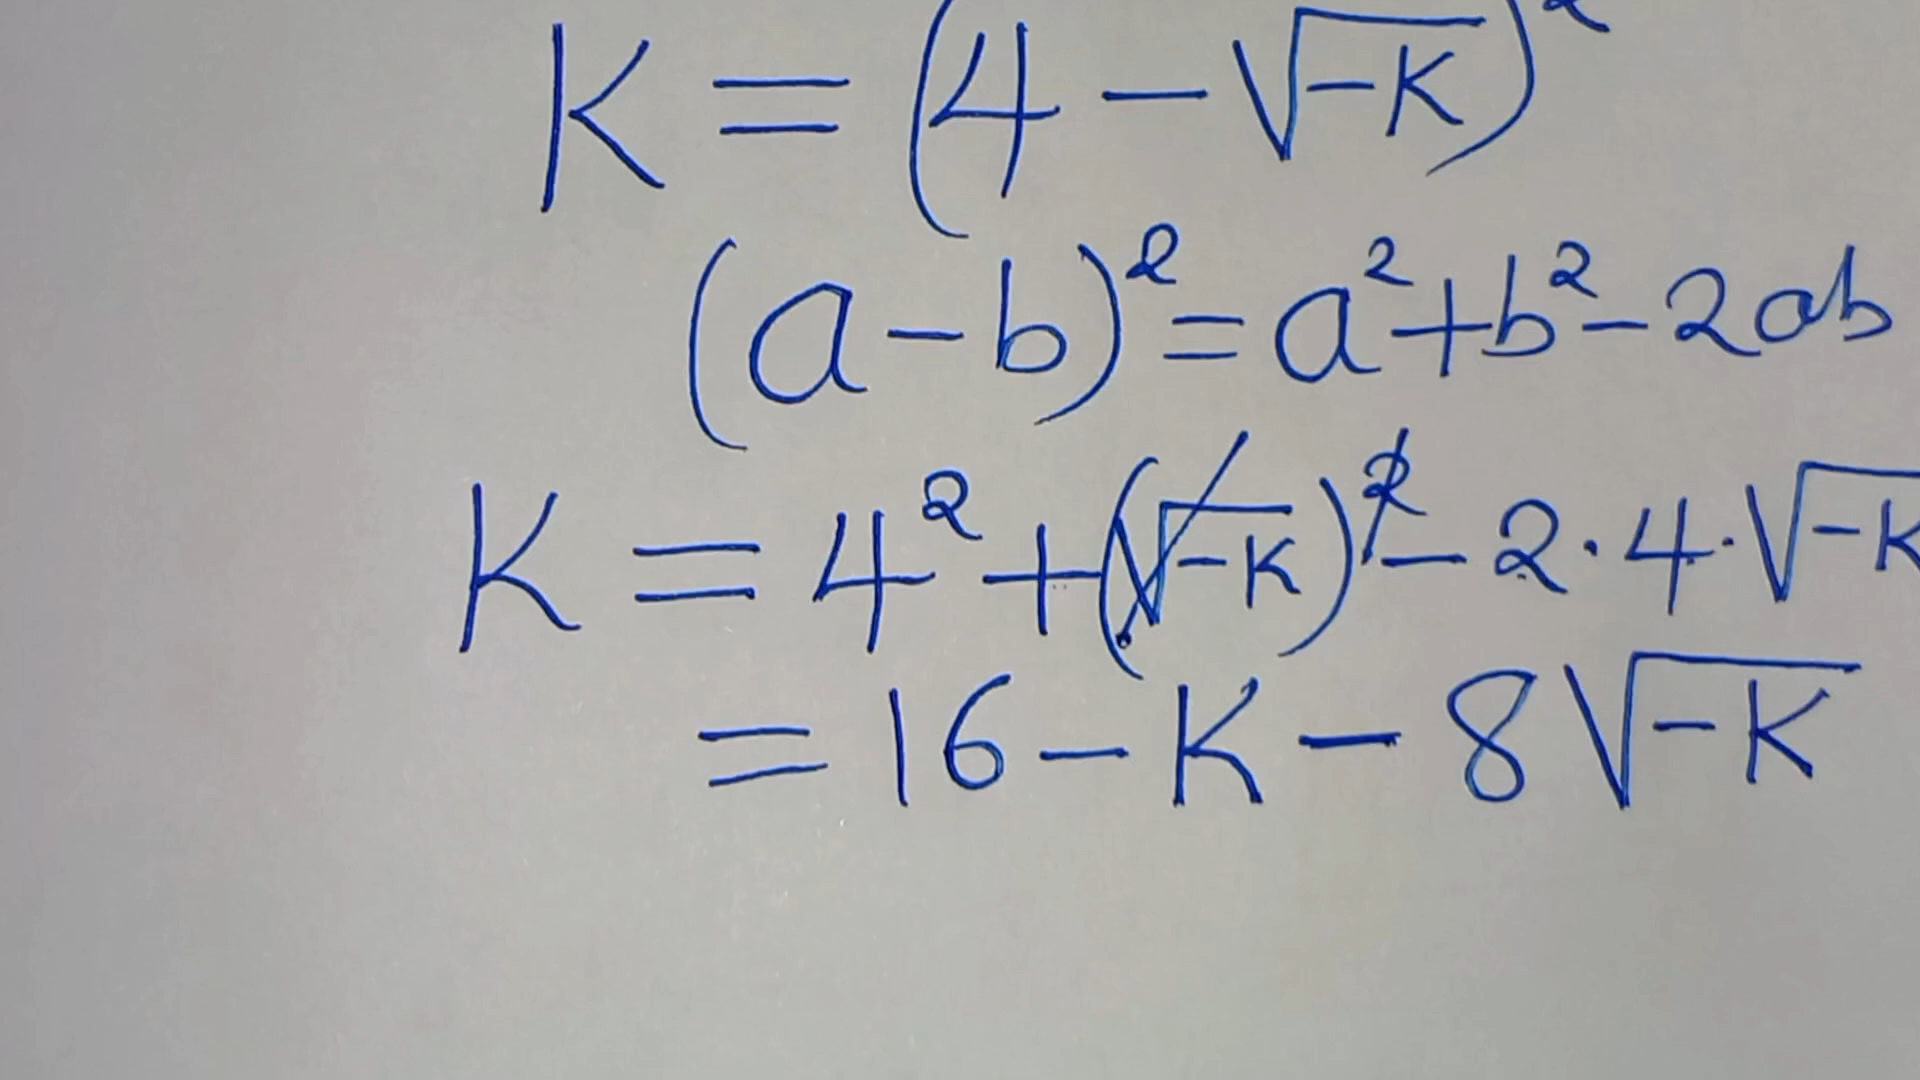 K = (4 - √-K)²
(a - b)² = a² + b² - 2ab
K = 4² + (√-K)² - 2 · 4 · √-K
= 16 - K - 8√-K